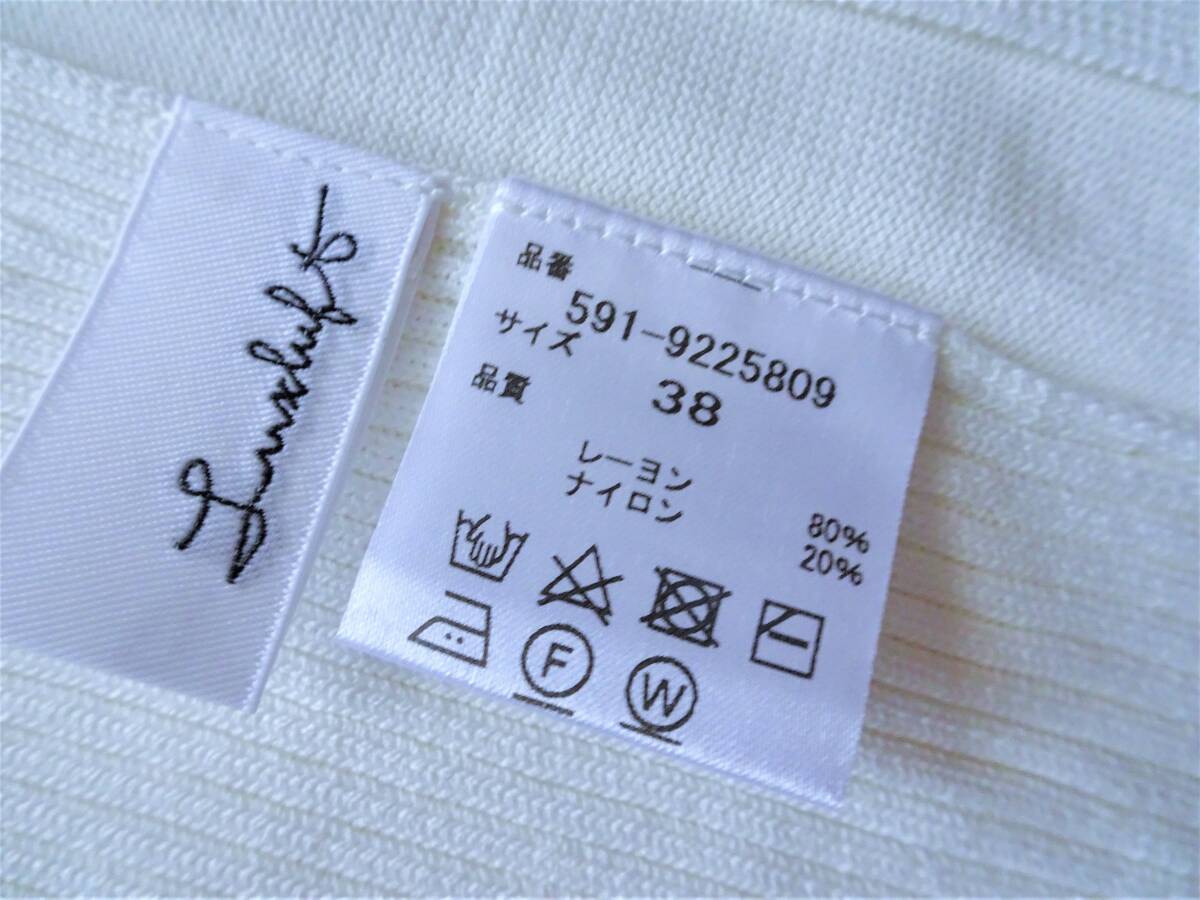 Luxluft
品番
591-9225809
サイズ
38
品質
レーヨン 80%
ナイロン 20%
F
W